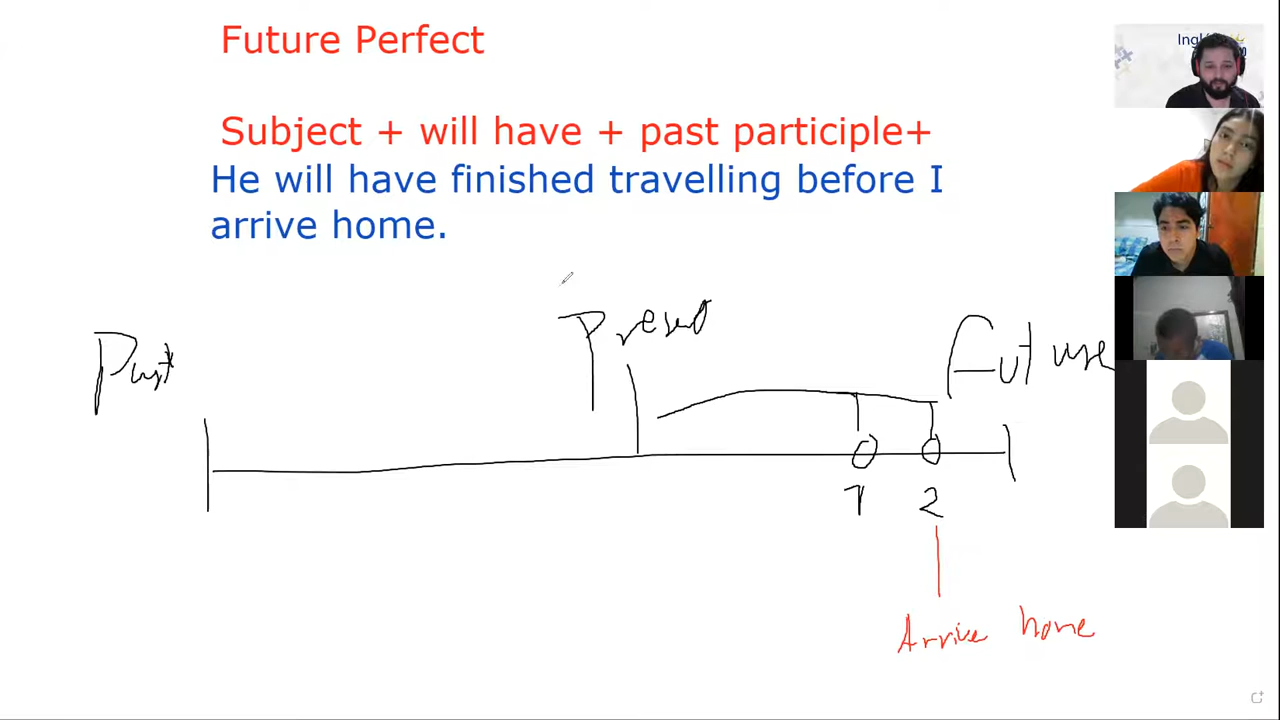 Future Perfect
Subject + will have + past participle+
He will have finished travelling before I
arrive home.
Past
Present
Future
1
2
Arrive home